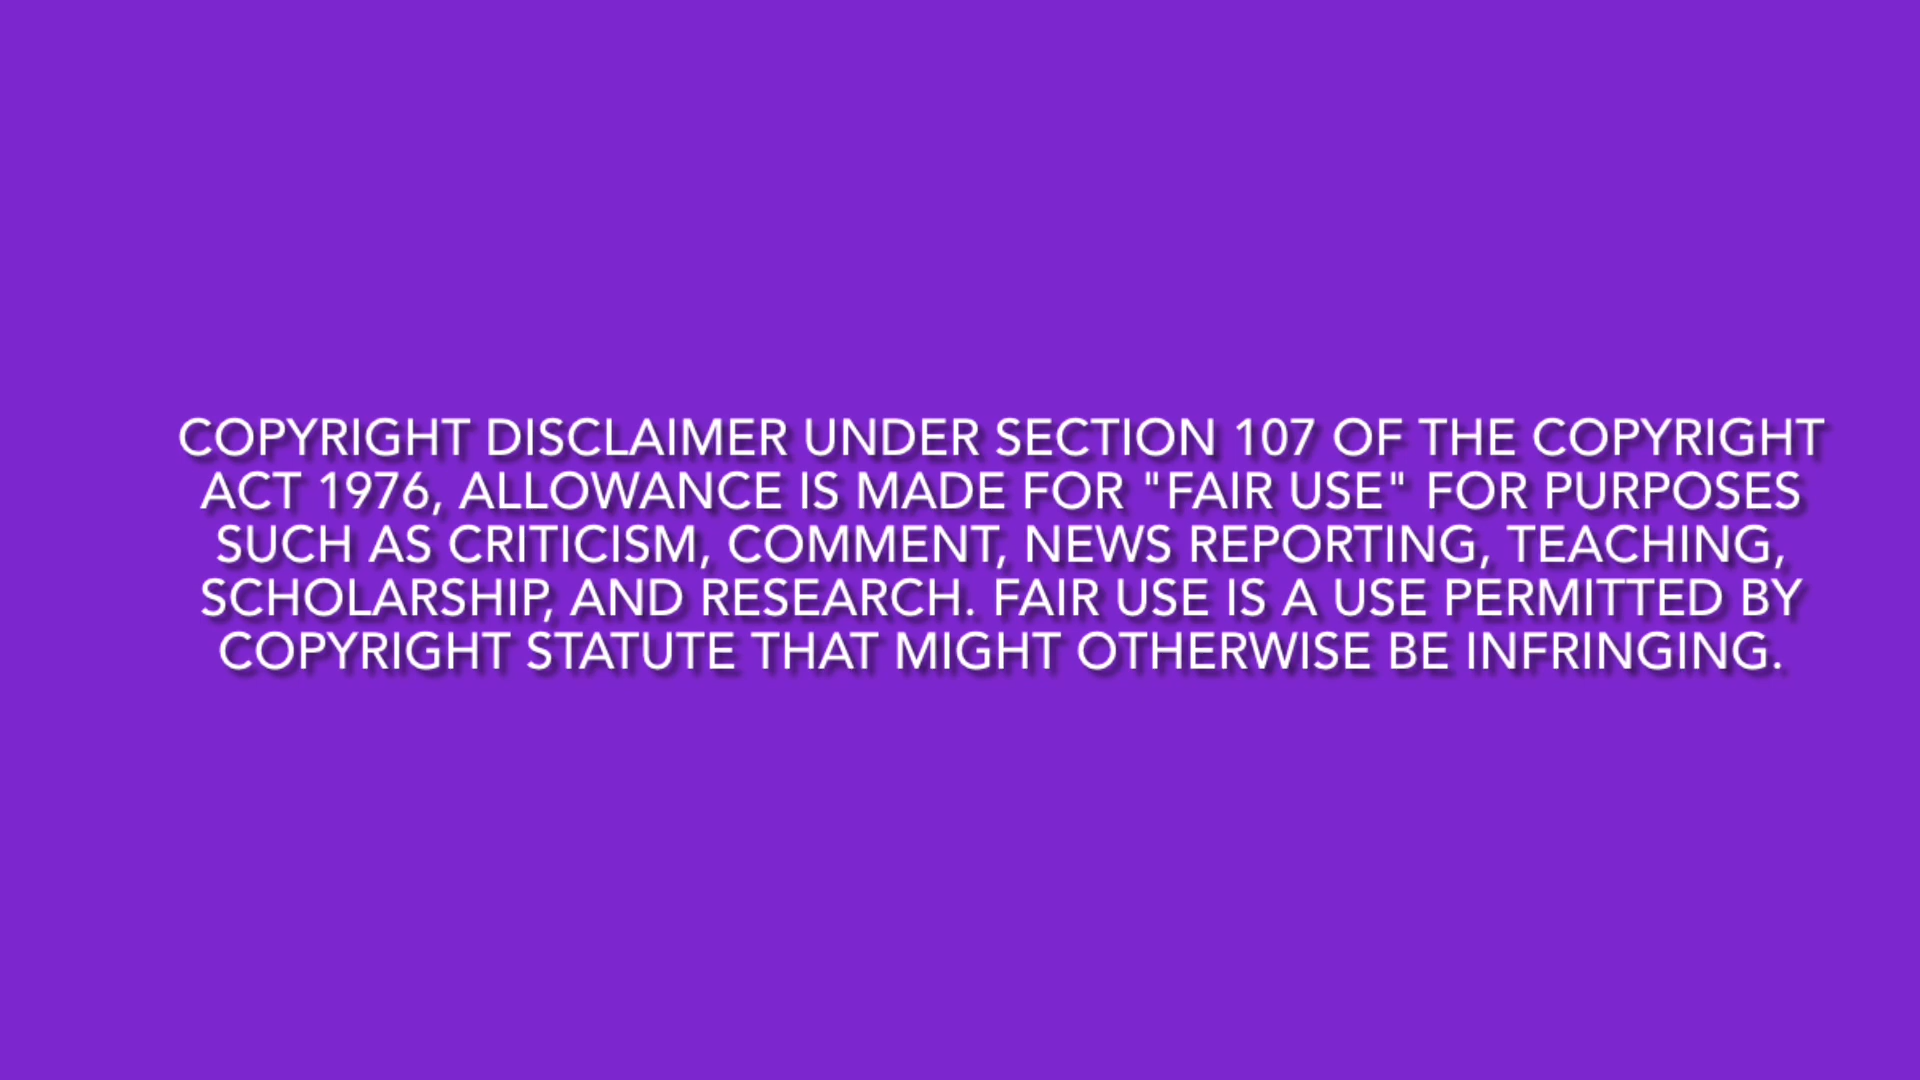 COPYRIGHT DISCLAIMER UNDER SECTION 107 OF THE COPYRIGHT
ACT 1976, ALLOWANCE IS MADE FOR "FAIR USE" FOR PURPOSES
SUCH AS CRITICISM, COMMENT, NEWS REPORTING, TEACHING,
SCHOLARSHIP, AND RESEARCH. FAIR USE IS A USE PERMITTED BY
COPYRIGHT STATUTE THAT MIGHT OTHERWISE BE INFRINGING.